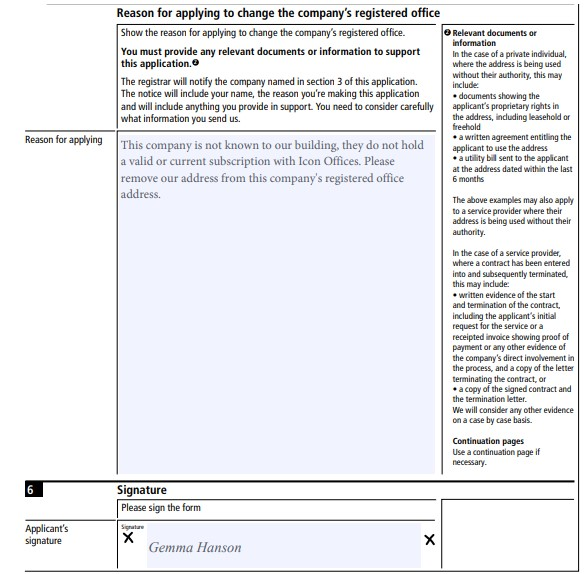 Reason for applying to change the company's registered office
Show the reason for applying to change the company's registered office.
You must provide any relevant documents or information to support
this application.❷
The registrar will notify the company named in section 3 of this application.
The notice will include your name, the reason you're making this application
and will include anything you provide in support. You need to consider carefully
what information you send us.
Reason for applying
This company is not known to our building, they do not hold
a valid or current subscription with Icon Offices. Please
remove our address from this company's registered office
address.
❷ Relevant documents or
information
In the case of a private individual,
where the address is being used
without their authority, this may
include:
• documents showing the
applicant's proprietary rights in
the address, including leasehold or
freehold
• a written agreement entitling the
applicant to use the address
• a utility bill sent to the applicant
at the address dated within the last
6 months
The above examples may also apply
to a service provider where their
address is being used without their
authority.
In the case of a service provider,
where a contract has been entered
into and subsequently terminated,
this may include:
• written evidence of the start
and termination of the contract,
including the applicant's initial
request for the service or a
receipted invoice showing proof of
payment or any other evidence of
the company's direct involvement in
the process, and a copy of the letter
terminating the contract, or
• a copy of the signed contract and
the termination letter.
We will consider any other evidence
on a case by case basis.
Continuation pages
Use a continuation page if
necessary.
6 Signature
Please sign the form
Applicant's
signature
Signature
X Gemma Hanson X